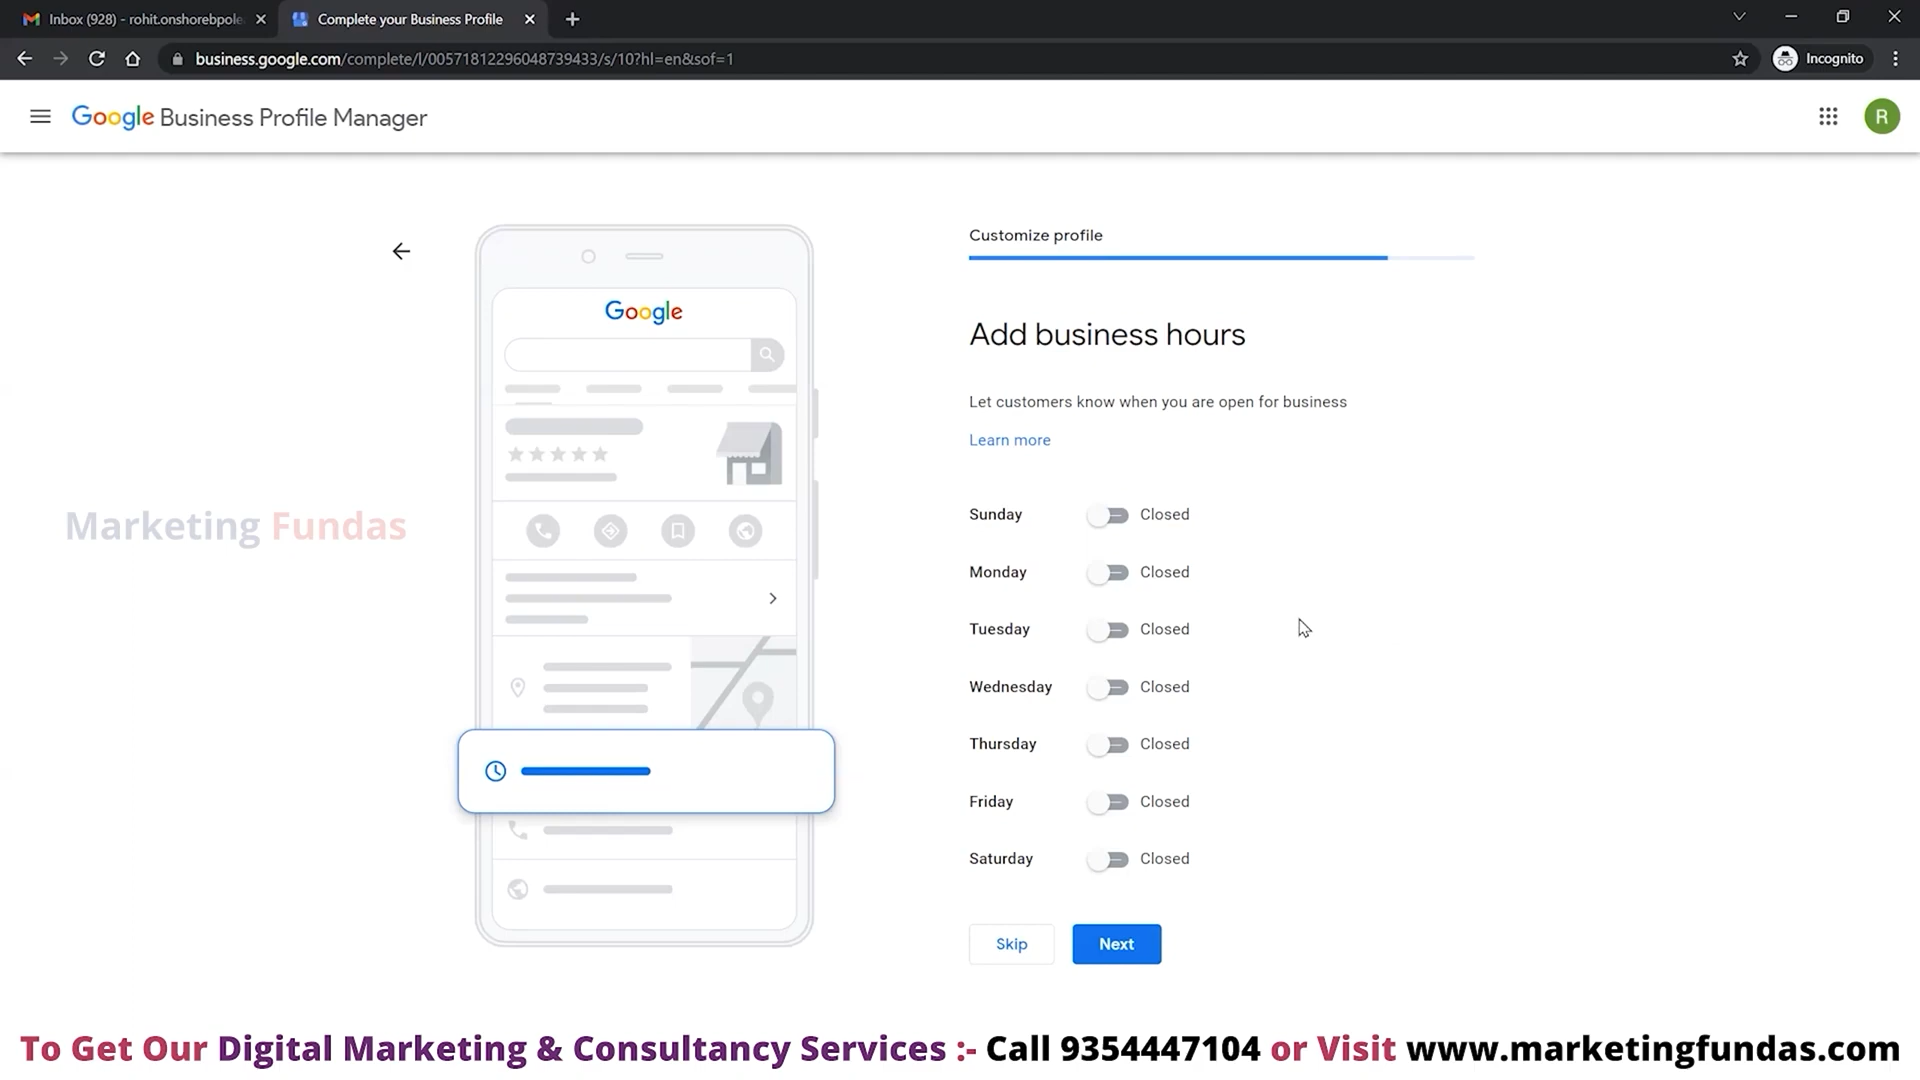 Inbox (928) - rohit.onshorebpole
Complete your Business Profile
business.google.com/complete/l/00571812296048739433/s/10?hl=en&sof=1
Incognito
Google Business Profile Manager
R
Customize profile
Google
Add business hours
Let customers know when you are open for business
Learn more
Marketing Fundas
Sunday Closed
Monday Closed
Tuesday Closed
Wednesday Closed
Thursday Closed
Friday Closed
Saturday Closed
Skip Next
To Get Our Digital Marketing & Consultancy Services :- Call 9354447104 or Visit www.marketingfundas.com